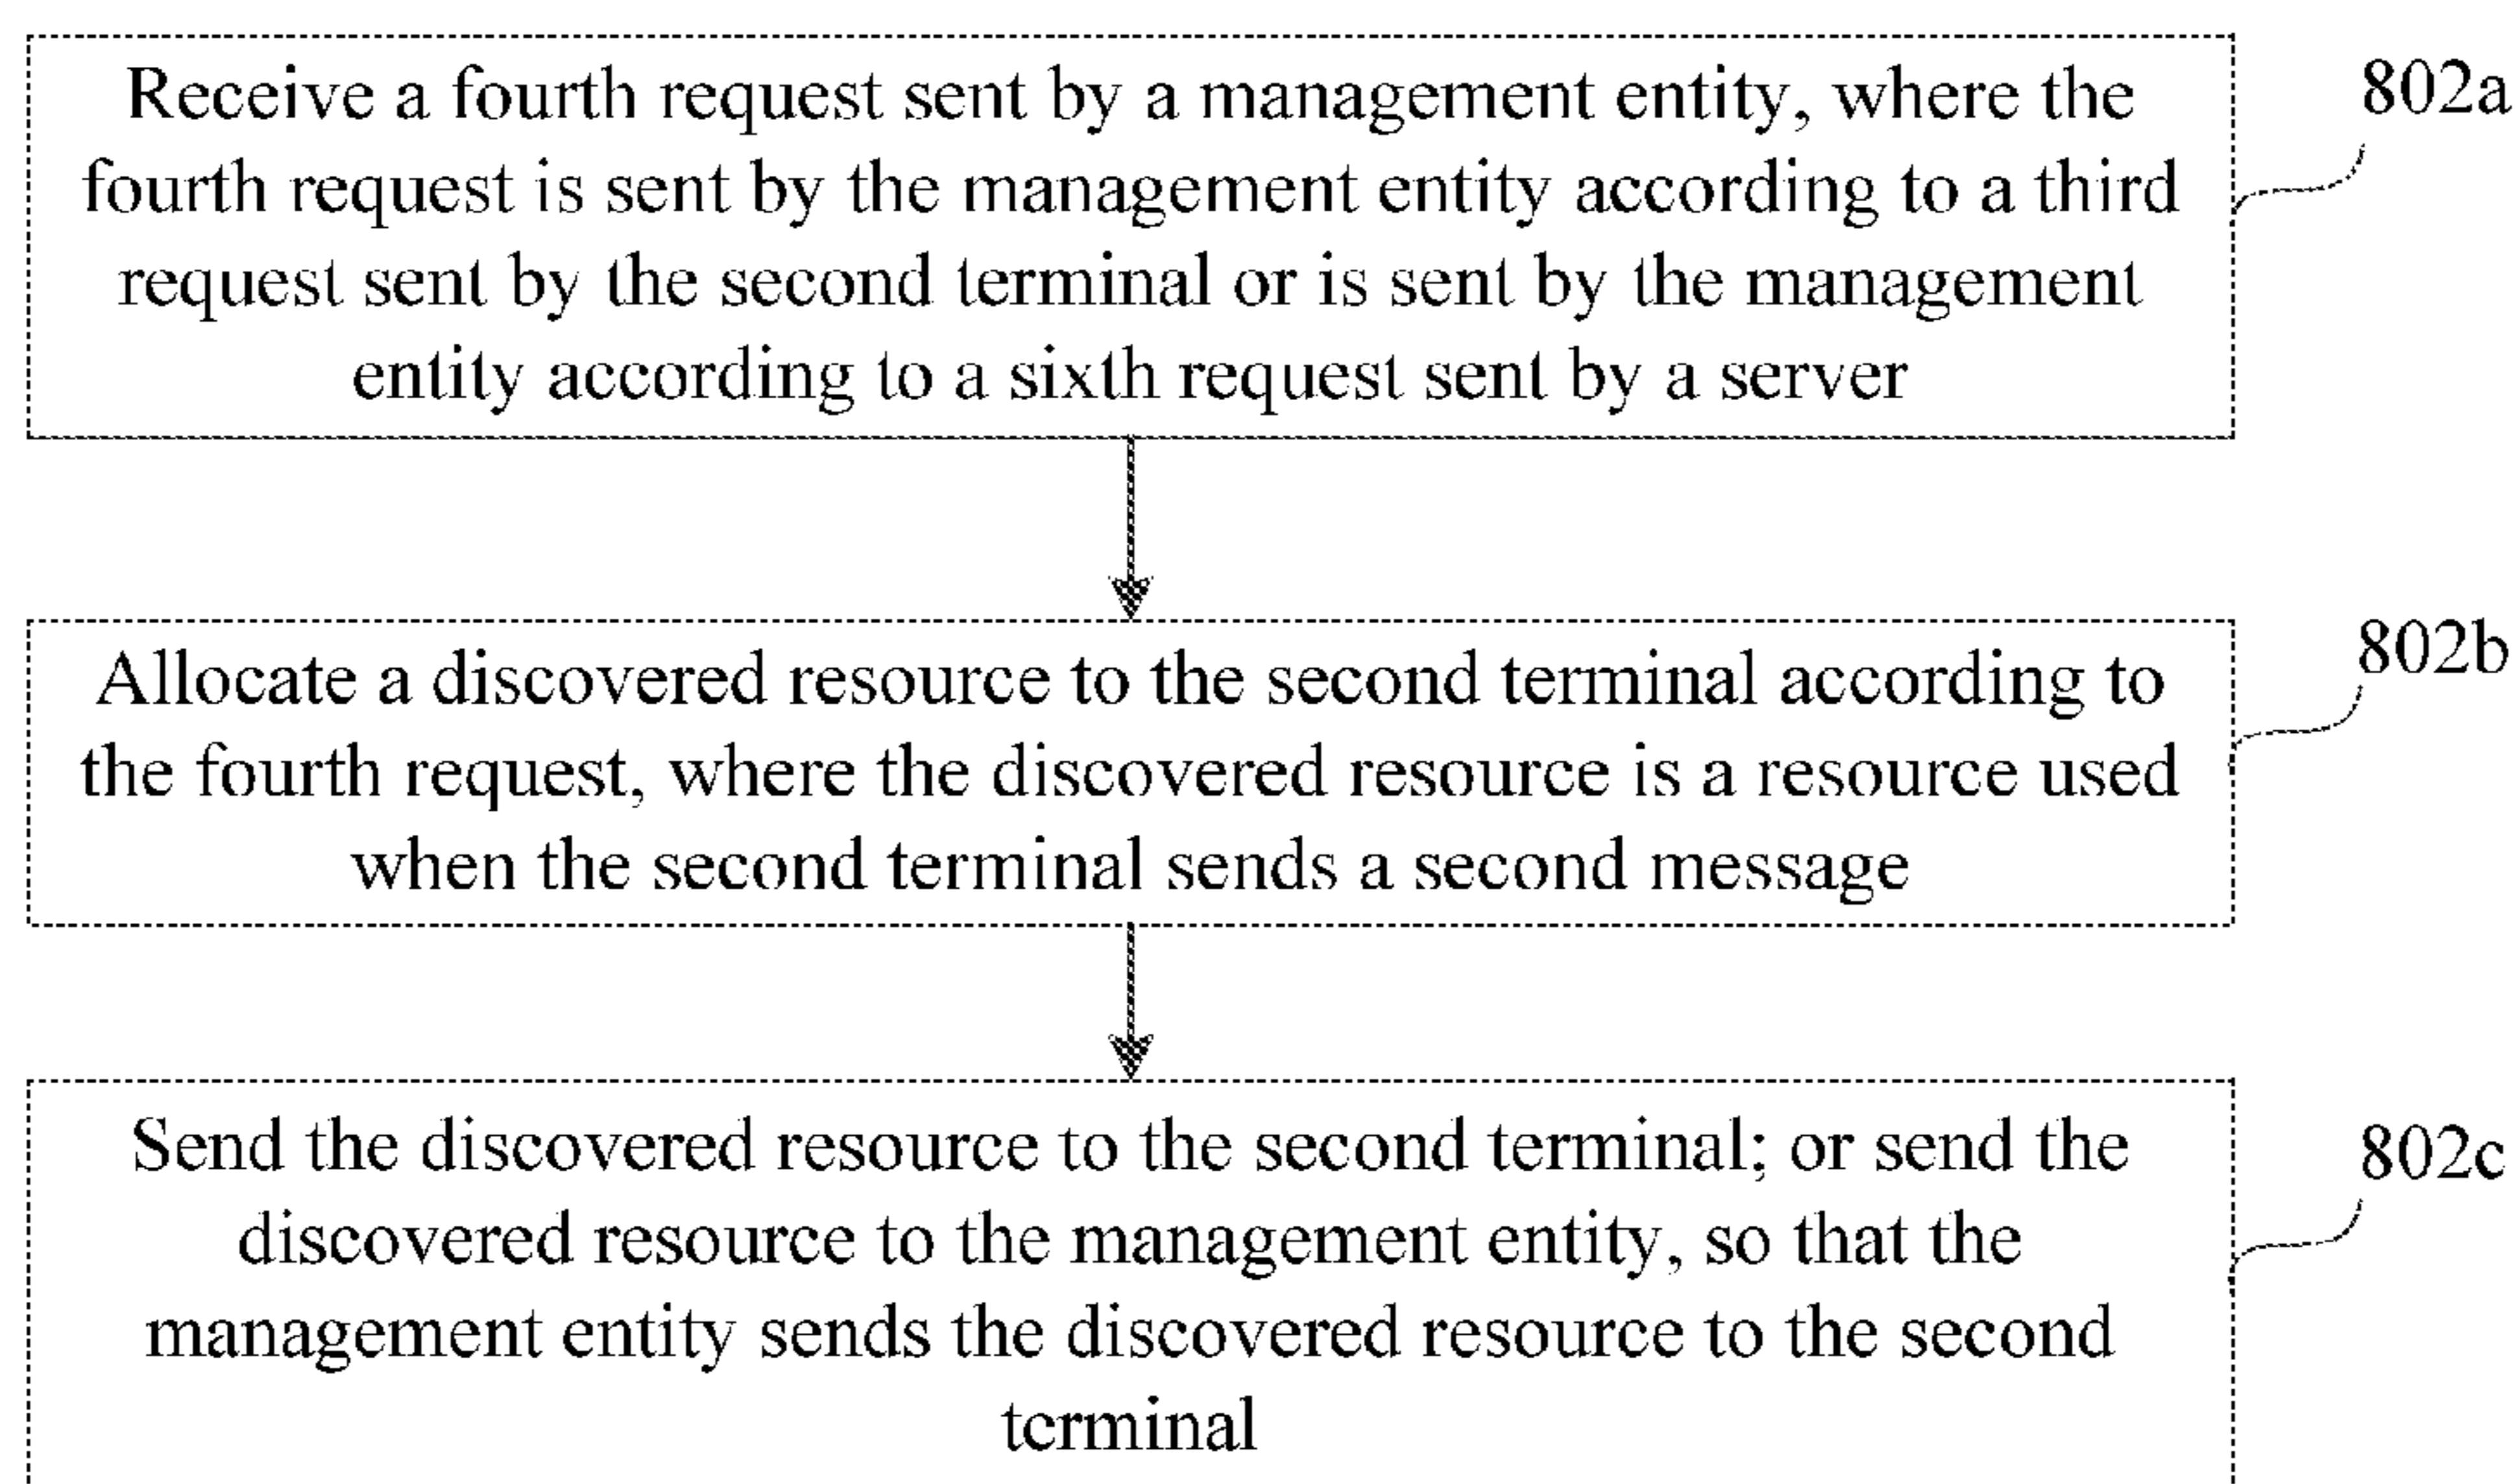 Receive a fourth request sent by a management entity, where the
802a
fourth request is sent by the management entity according to a third
request sent by the second terminal or is sent by the management
entity according to a sixth request sent by a server
Allocate a discovered resource to the second terminal according to
802b
the fourth request, where the discovered resource is a resource used
when the second terminal sends a second message
Send the discovered resource to the second terminal; or send the
802c
discovered resource to the management entity, so that the
management entity sends the discovered resource to the second
terminal